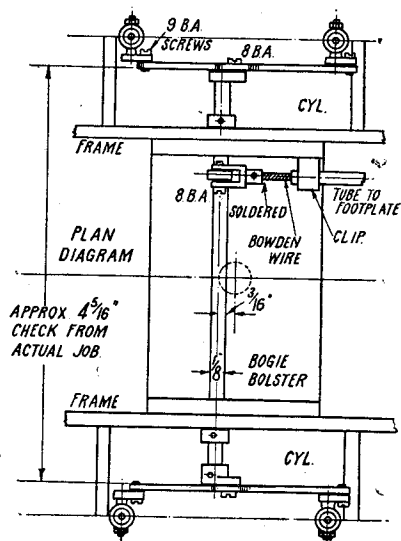 9 B.A.
SCREWS
8 B.A.
CYL.
FRAME
8 B.A
SOLDERED
BOWDEN
WIRE
TUBE TO
FOOTPLATE
CLIP.
PLAN
DIAGRAM
3/16"
APPROX 4 5/16"
CHECK FROM
ACTUAL JOB.
1/8"
BOGIE
BOLSTER
FRAME
CYL.